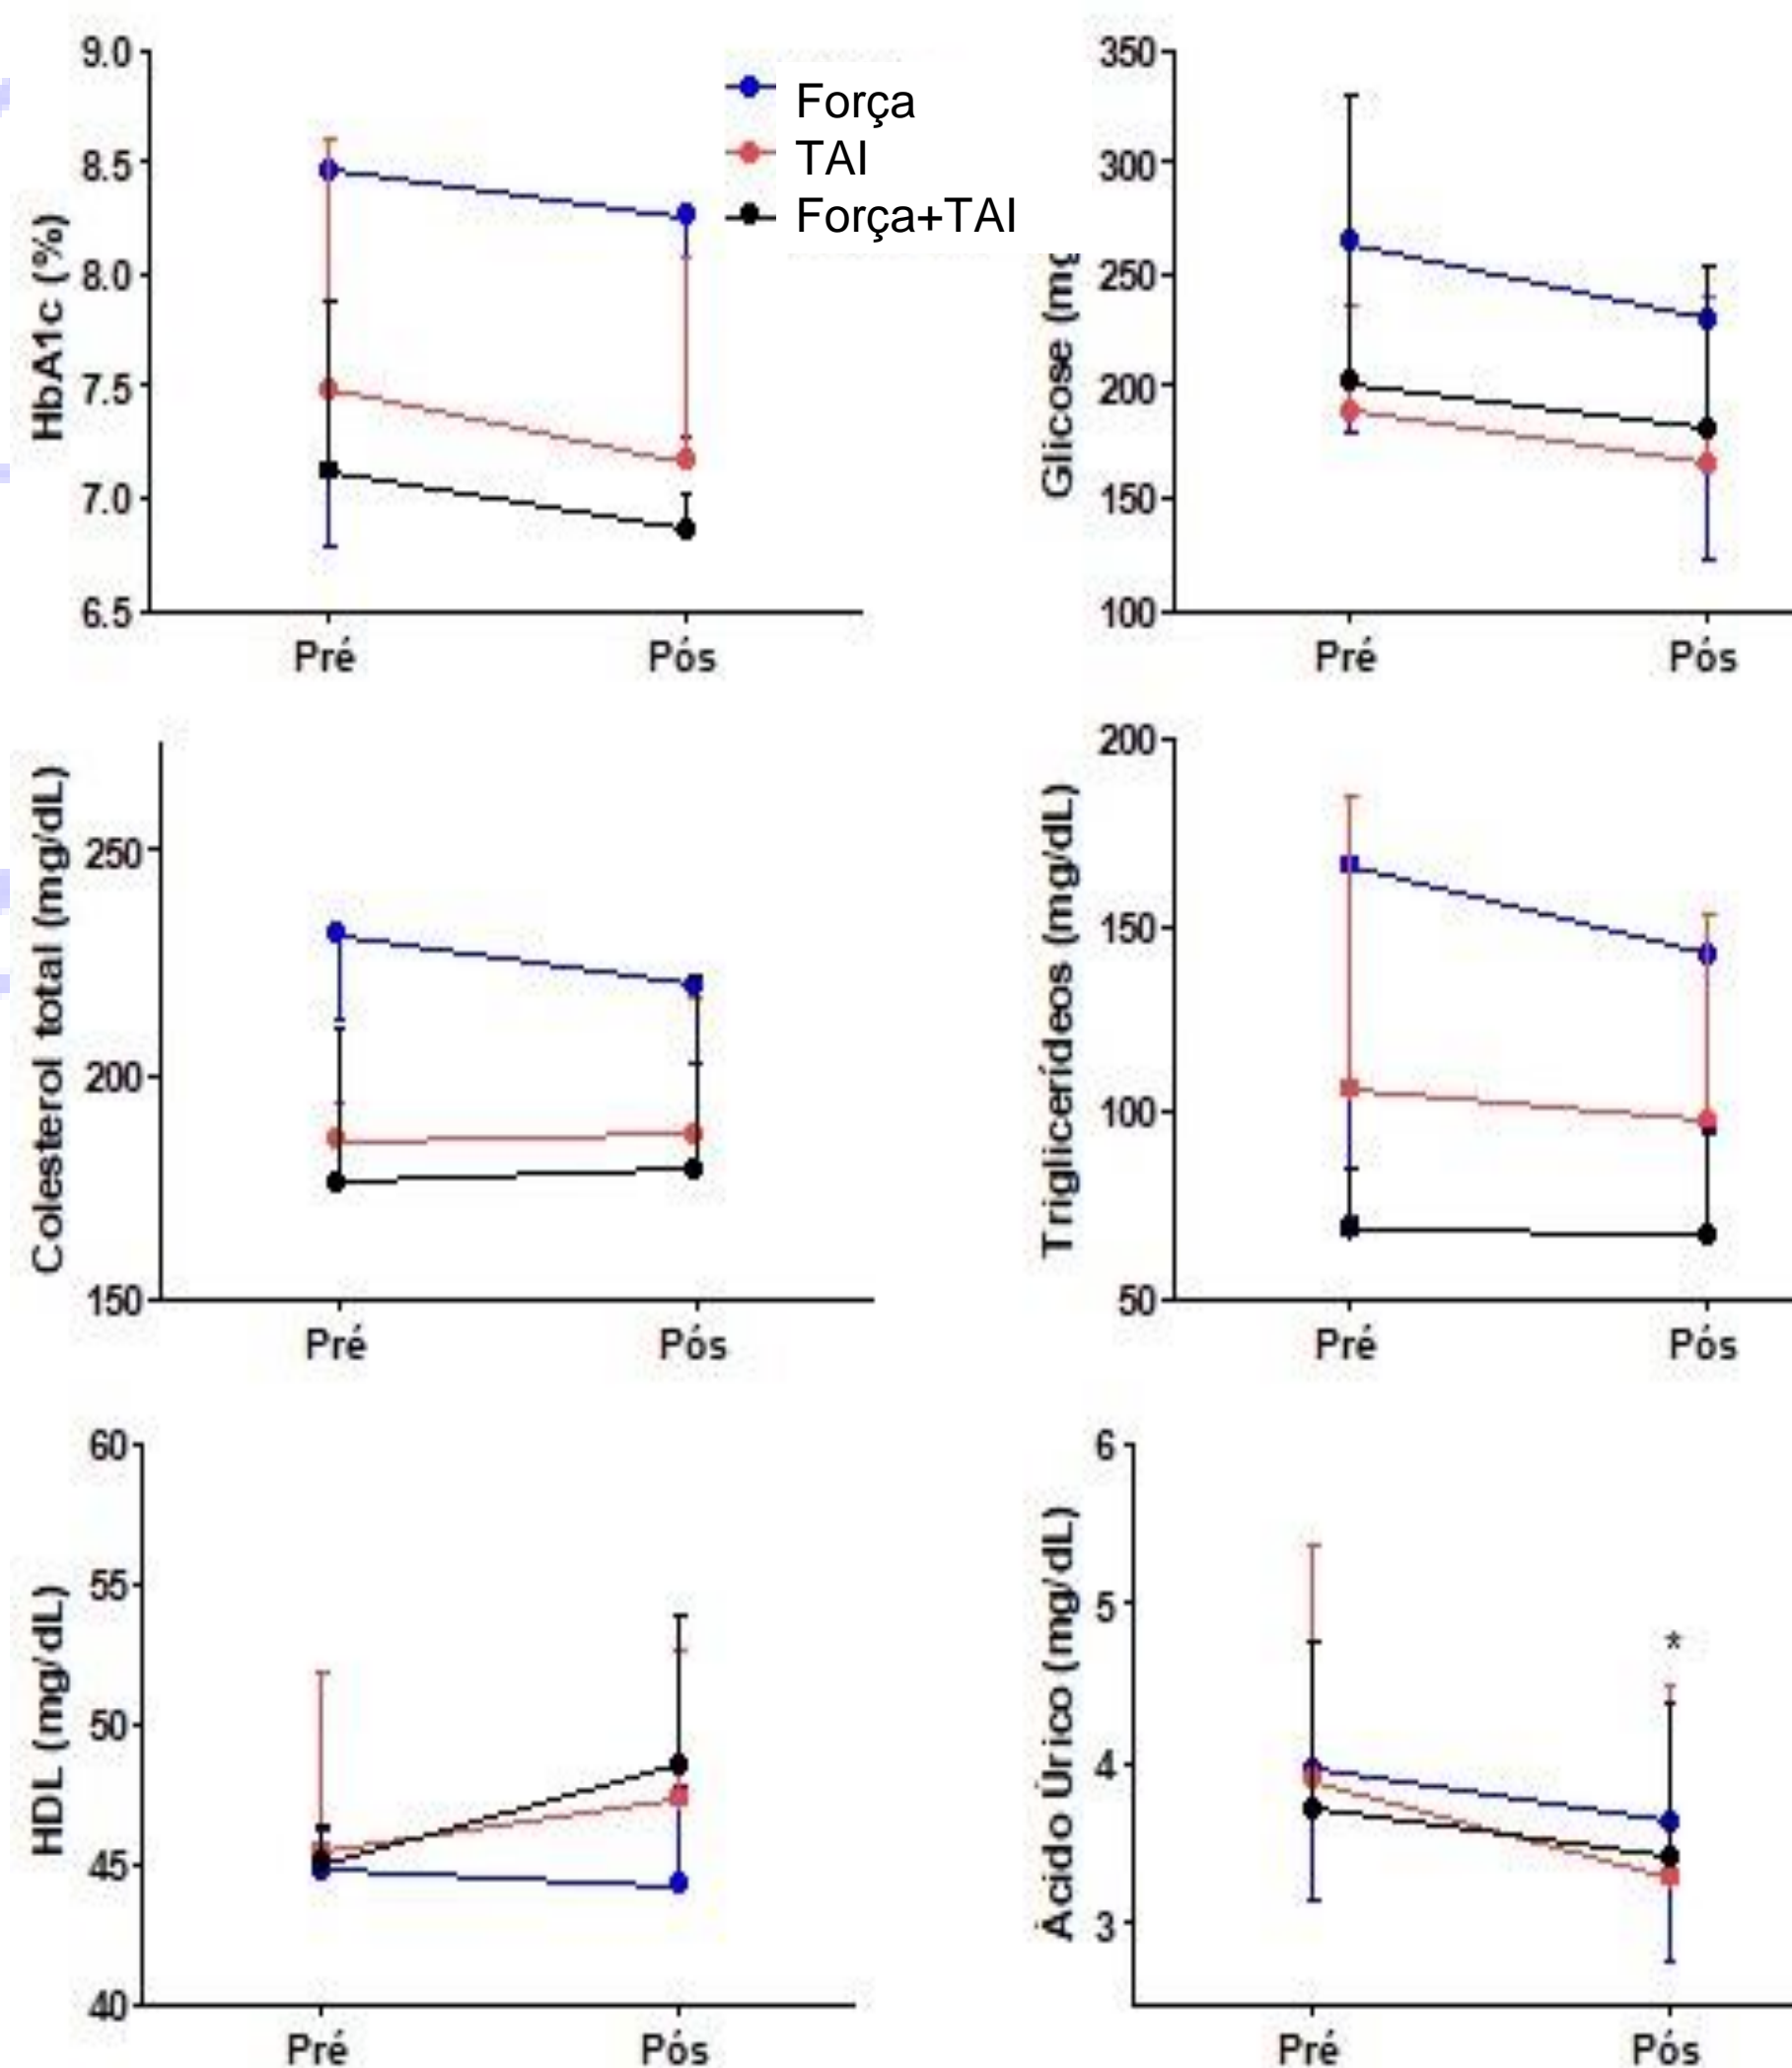 HbA1c (%)
9.0
8.5
8.0
7.5
7.0
6.5
Pré Pós
Força
TAI
Força+TAI
Glicose (mg
350
300
250
200
150
100
Pré Pós
Colesterol total (mg/dL)
250
200
150
Pré Pós
Triglicerídeos (mg/dL)
200
150
100
50
Pré Pós
HDL (mg/dL)
60
55
50
45
40
Pré Pós
Ácido Úrico (mg/dL)
6
5
4
3
*
Pré Pós